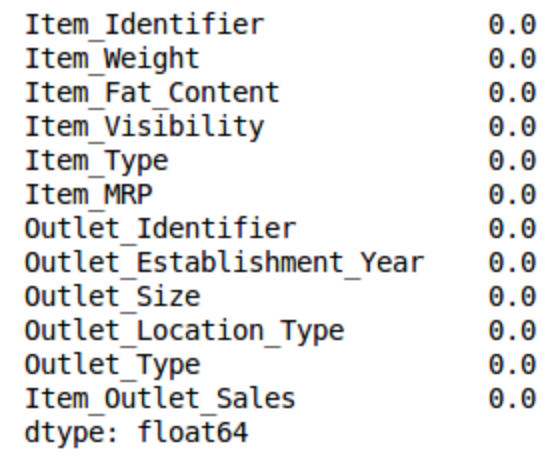 Item_Identifier 0.0
Item_Weight 0.0
Item_Fat_Content 0.0
Item_Visibility 0.0
Item_Type 0.0
Item_MRP 0.0
Outlet_Identifier 0.0
Outlet_Establishment_Year 0.0
Outlet_Size 0.0
Outlet_Location_Type 0.0
Outlet_Type 0.0
Item_Outlet_Sales 0.0
dtype: float64